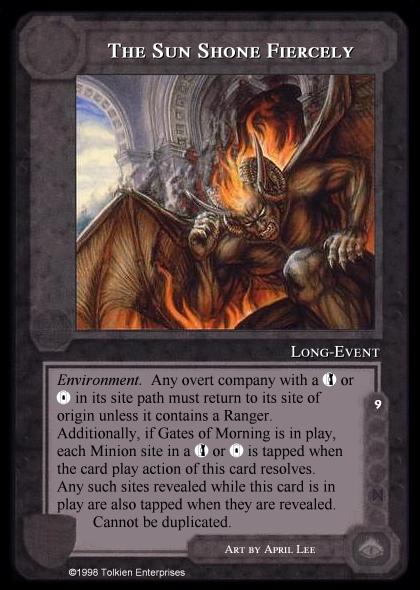 The Sun Shone Fiercely
Long-Event
Environment. Any overt company with a or
in its site path must return to its site of
origin unless it contains a Ranger.
Additionally, if Gates of Morning is in play,
each Minion site in a or is tapped when
the card play action of this card resolves.
Any such sites revealed while this card is in
play are also tapped when they are revealed.
Cannot be duplicated.
9
Art by April Lee
©1998 Tolkien Enterprises